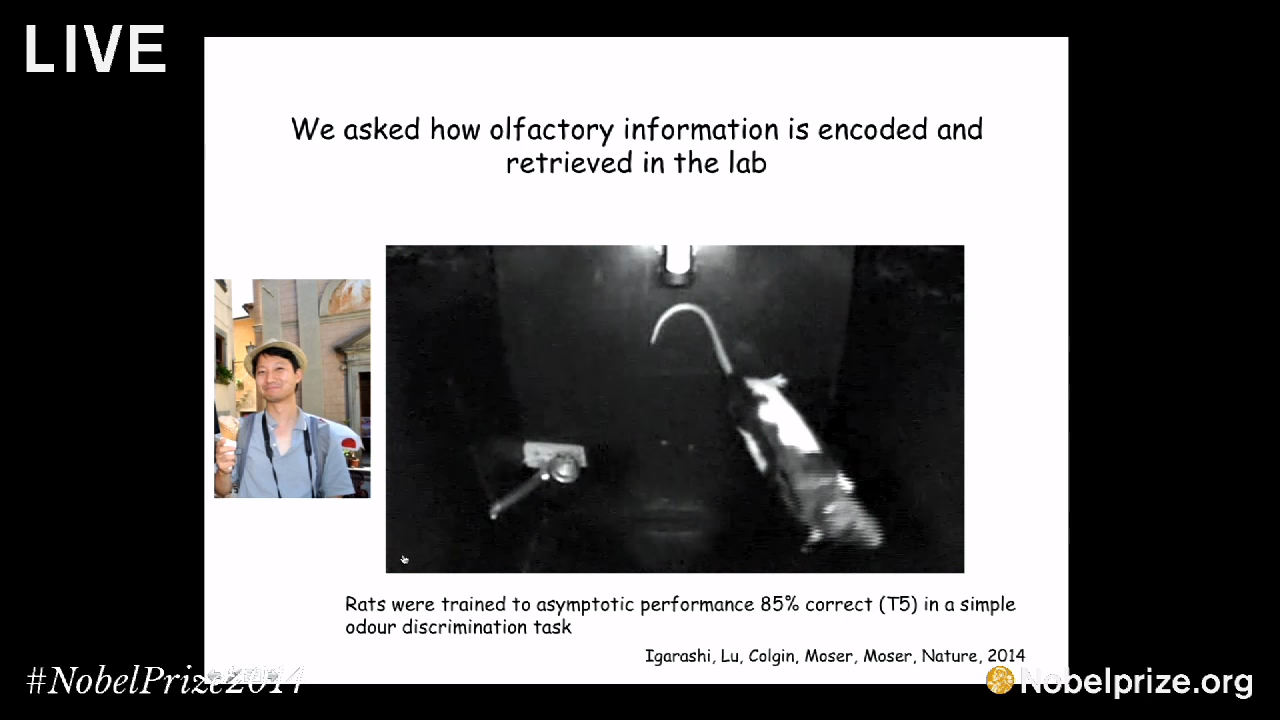 LIVE
We asked how olfactory information is encoded and
retrieved in the lab
Rats were trained to asymptotic performance 85% correct (T5) in a simple
odour discrimination task
Igarashi, Lu, Colgin, Moser, Moser, Nature, 2014
#NobelPrize2014
Nobelprize.org